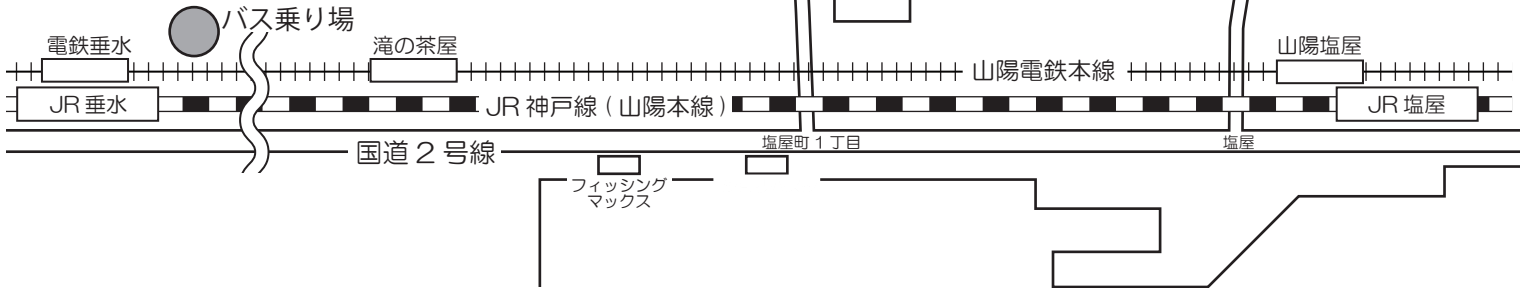 バス乗り場
電鉄垂水
滝の茶屋
山陽塩屋
山陽電鉄本線
JR 垂水
JR 神戸線 ( 山陽本線 )
JR 塩屋
塩屋町 1 丁目
塩屋
国道 2 号線
フィッシング
マックス